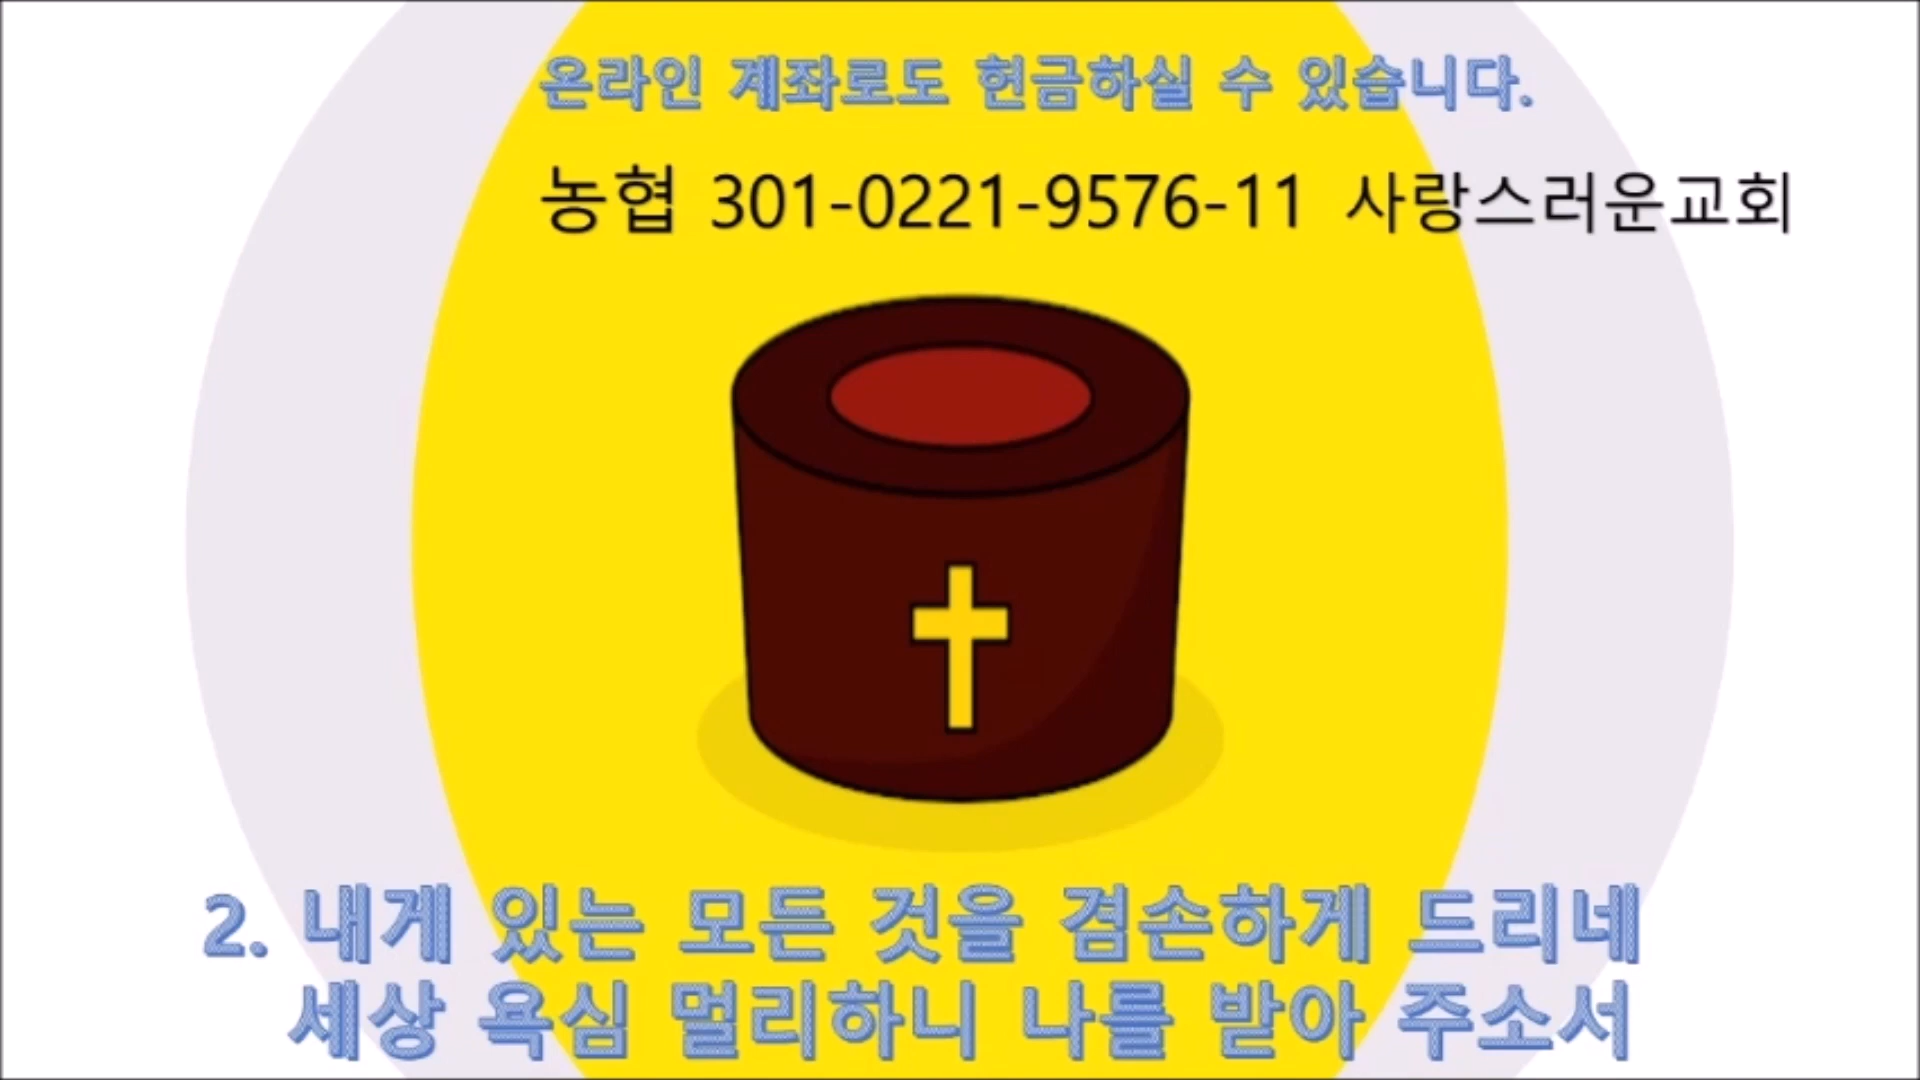 온라인 계좌로도 헌금하실 수 있습니다.
농협 301-0221-9576-11 사랑스러운교회
2. 내게 있는 모든 것을 겸손하게 드리네
세상 욕심 멀리하니 나를 받아 주소서